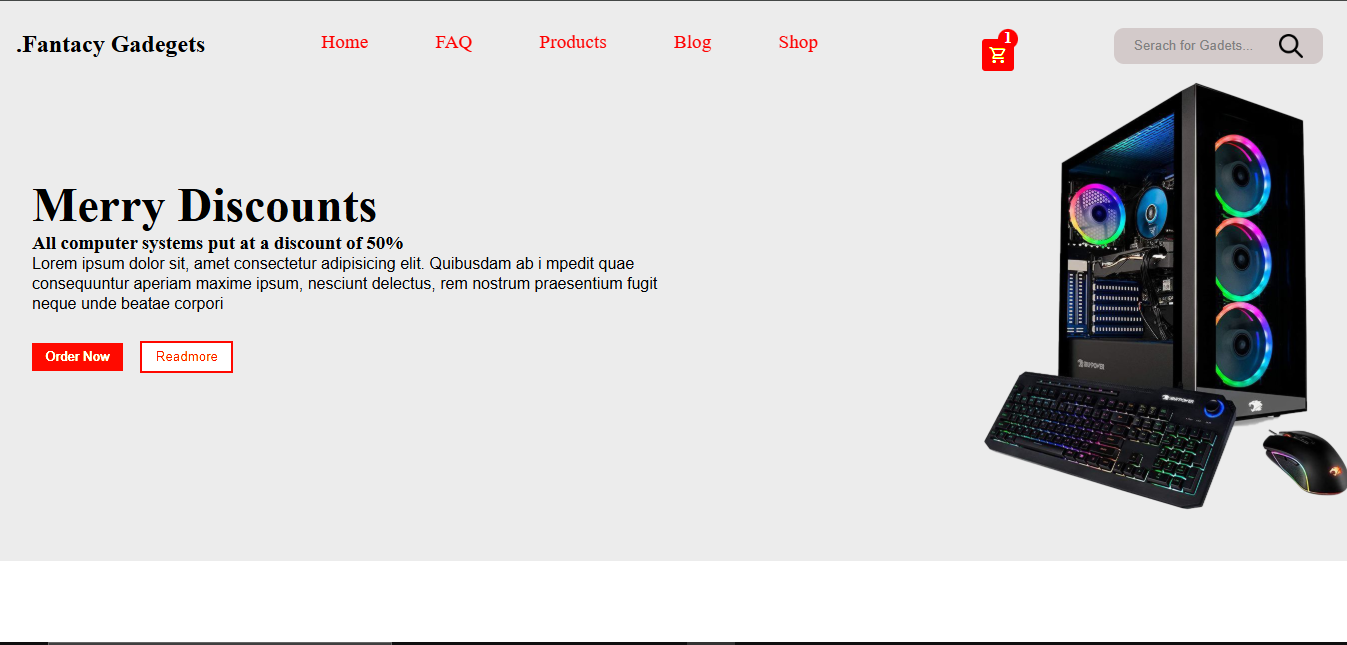 .Fantacy Gadegets
Home FAQ Products Blog Shop
1
Serach for Gadets...
Merry Discounts
All computer systems put at a discount of 50%
Lorem ipsum dolor sit, amet consectetur adipisicing elit. Quibusdam ab i mpedit quae
consequuntur aperiam maxime ipsum, nesciunt delectus, rem nostrum praesentium fugit
neque unde beatae corpori
Order Now Readmore